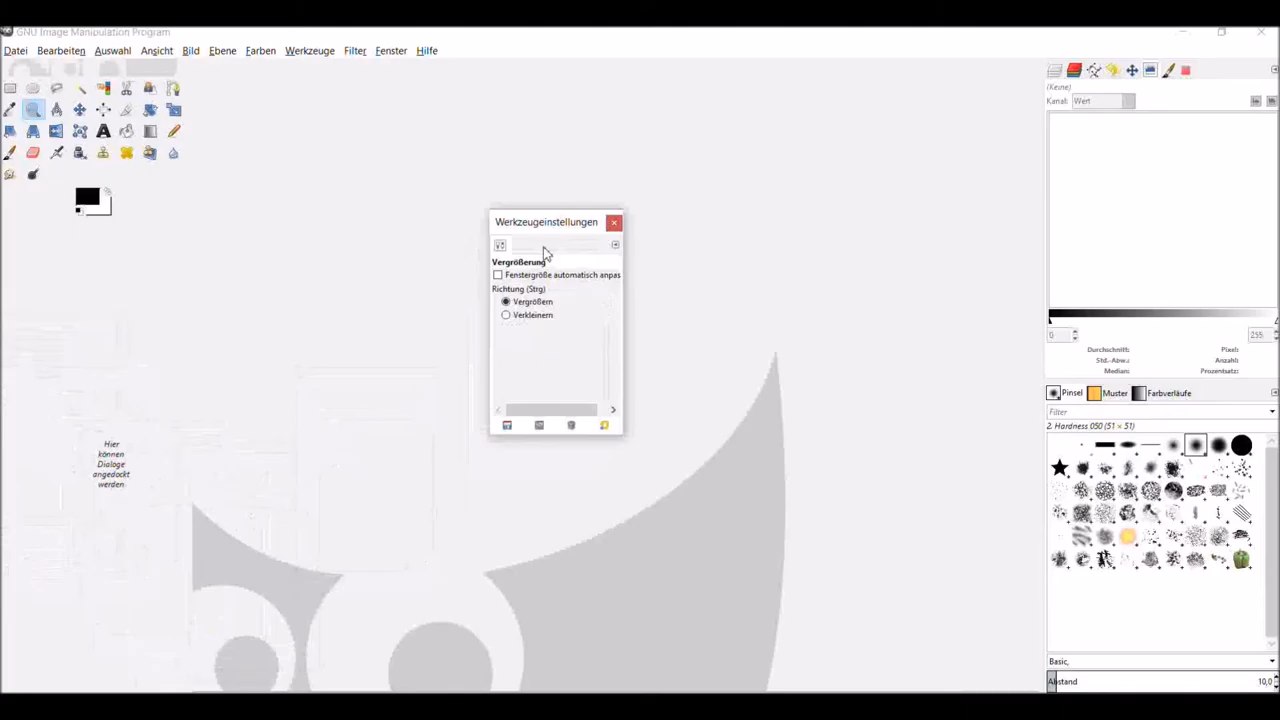 GNU Image Manipulation Program
Datei Bearbeiten Auswahl Ansicht Bild Ebene Farben Werkzeuge Filter Fenster Hilfe
(Keine)
Kanal: Wert
Werkzeugeinstellungen
Vergrößerung
Fenstergröße automatisch anpas
Richtung (Strg)
Vergrößern
Verkleinern
0 255
Durchschnitt: Pixel:
Std.-Abw.: Anzahl:
Median: Prozentsatz:
Pinsel Muster Farbverläufe
Filter
2. Hardness 050 (51 × 51)
Hier
können
Dialoge
angedockt
werden
Basic,
Abstand 10,0